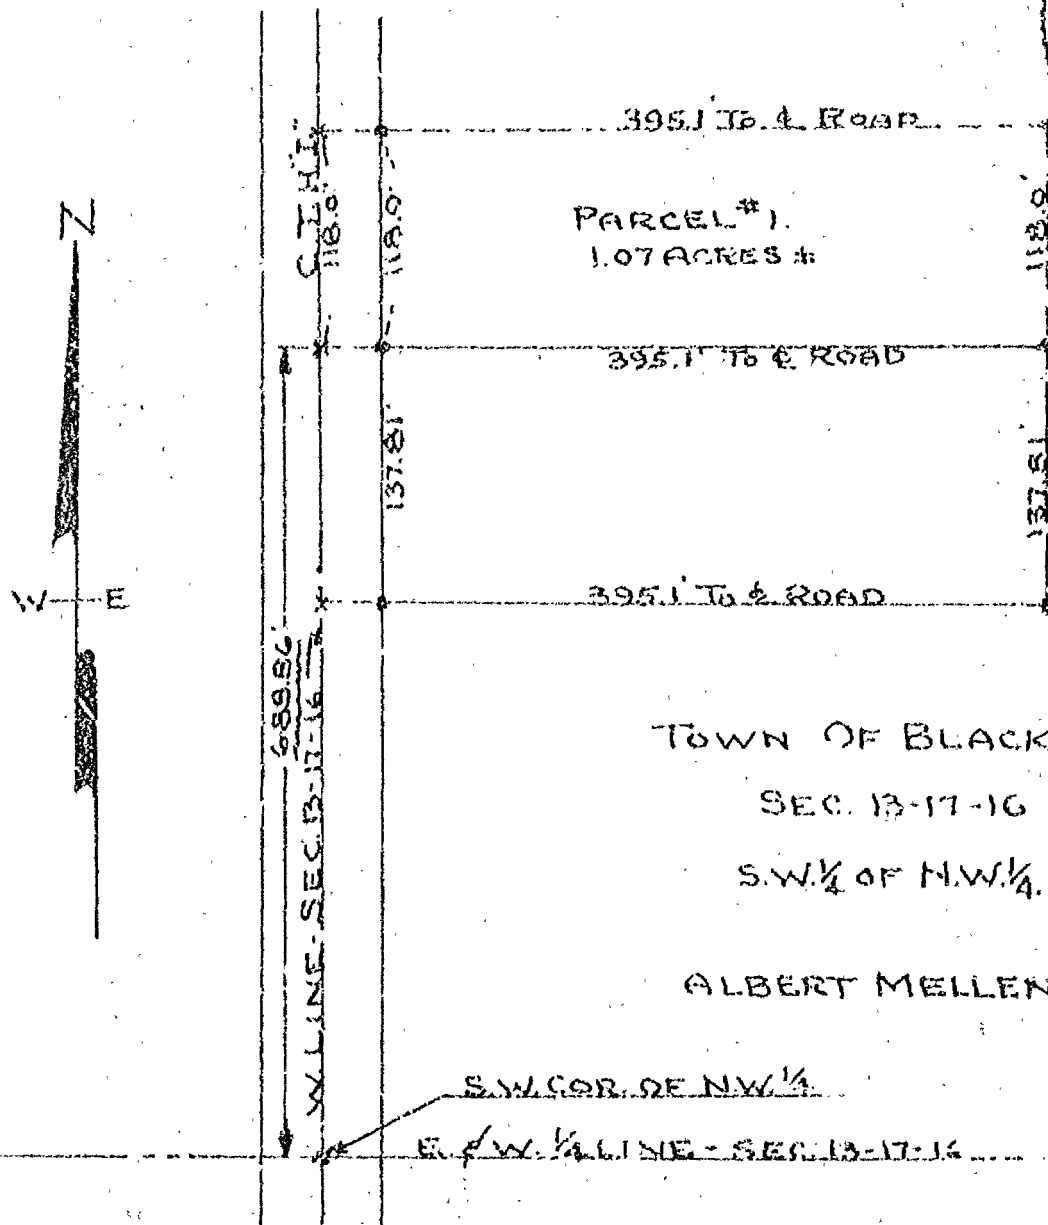 395.1' To ℄ ROAD
C.T.H."I"
118.0'
118.0'
118.0'
PARCEL #1.
1.07 ACRES ±
N
395.1' To ℄ ROAD
137.81'
137.81'
W E
395.1' To ℄ ROAD
W. LINE - SEC. 13-17-16
TOWN OF BLACK
SEC. 13-17-16
S.W.¼ OF N.W.¼.
ALBERT MELLEN
S.W. COR. OF N.W. ¼
E. & W. ¼ LINE - SEC. 13-17-16